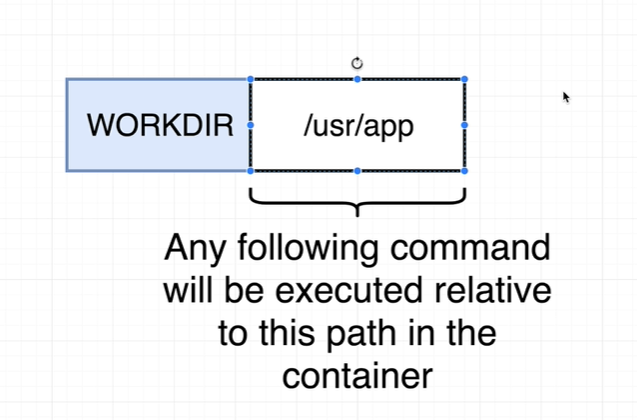 WORKDIR /usr/app
Any following command
will be executed relative
to this path in the
container